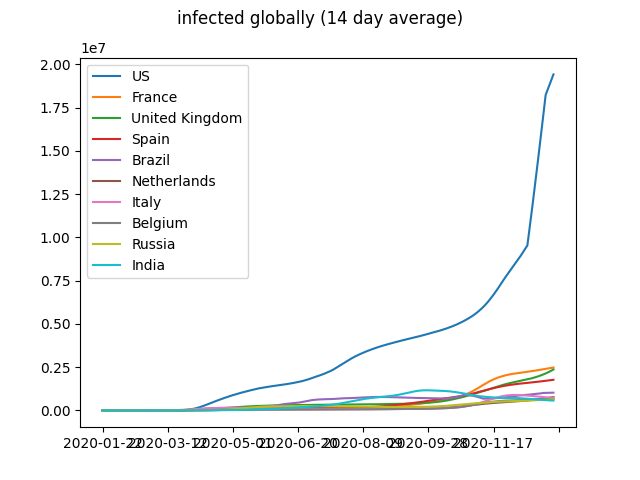 infected globally (14 day average)
1e7
2.00
1.75
1.50
1.25
1.00
0.75
0.50
0.25
0.00
US
France
United Kingdom
Spain
Brazil
Netherlands
Italy
Belgium
Russia
India
2020-01-22 2020-03-12 2020-05-01 2020-06-20 2020-08-09 2020-09-28 2020-11-17